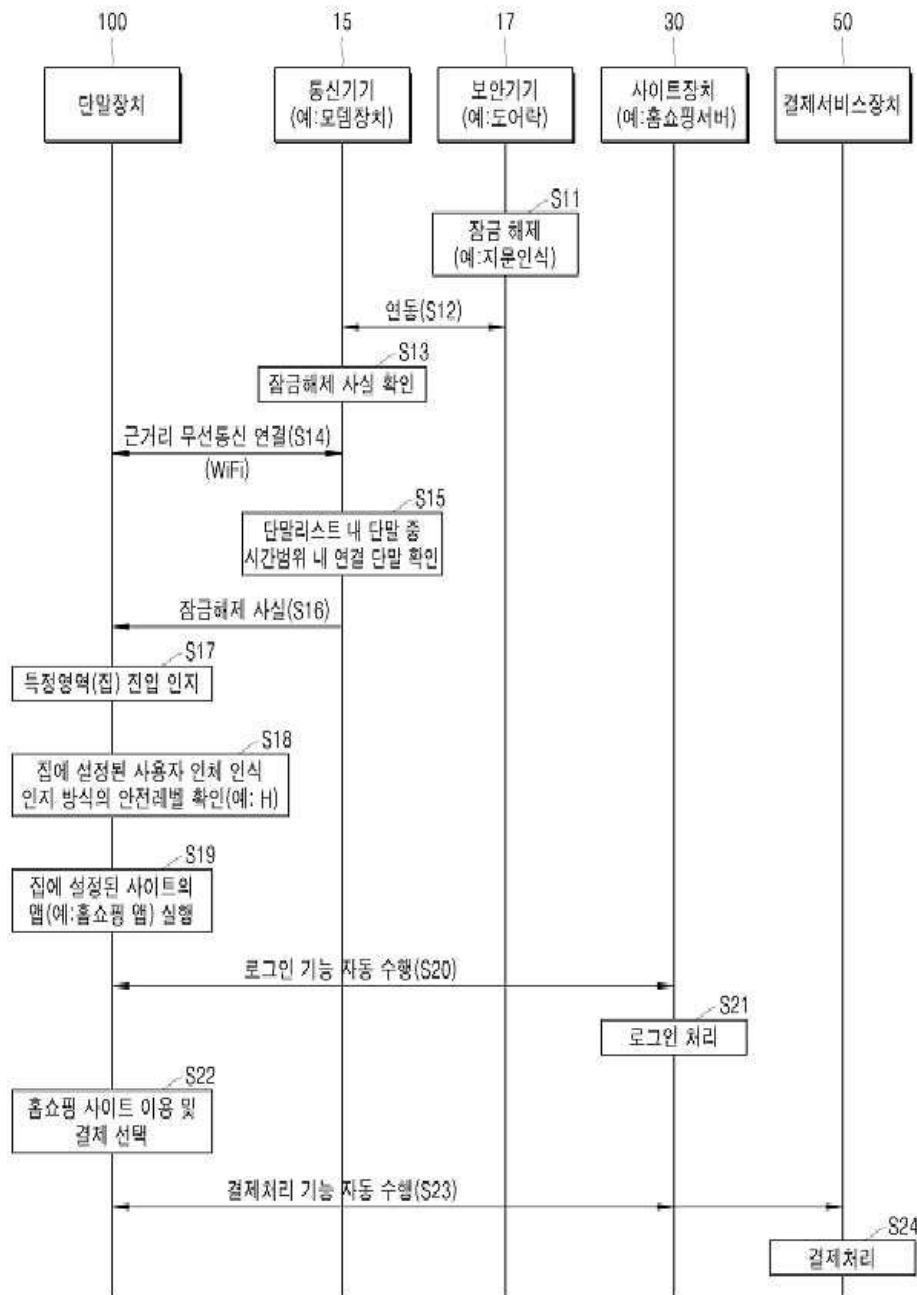 100
15
17
30
50
단말장치
통신기기
(예:모뎀장치)
보안기기
(예:도어락)
사이트장치
(예:홈쇼핑서버)
결제서비스장치
S11
잠금 해제
(예:지문인식)
연동(S12)
S13
잠금해제 사실 확인
근거리 무선통신 연결(S14)
(WiFi)
S15
단말리스트 내 단말 중
시간범위 내 연결 단말 확인
잠금해제 사실(S16)
S17
특정영역(집) 진입 인지
S18
집에 설정된 사용자 인체 인식
인지 방식의 안전레벨 확인(예: H)
S19
집에 설정된 사이트의
앱(예:홈쇼핑 앱) 실행
로그인 기능 자동 수행(S20)
S21
로그인 처리
S22
홈쇼핑 사이트 이용 및
결제 선택
결제처리 기능 자동 수행(S23)
S24
결제처리